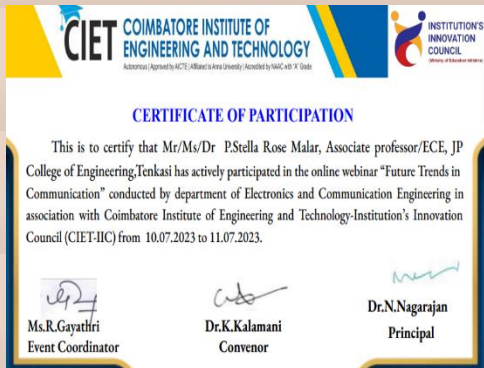 CIET COIMBATORE INSTITUTE OF
ENGINEERING AND TECHNOLOGY
Autonomous | Approved by AICTE | Affiliated to Anna University | Accredited by NAAC with 'A' Grade
INSTITUTION'S
INNOVATION
COUNCIL
(Ministry of Education Initiative)
CERTIFICATE OF PARTICIPATION
This is to certify that Mr/Ms/Dr P.Stella Rose Malar, Associate professor/ECE, JP
College of Engineering,Tenkasi has actively participated in the online webinar "Future Trends in
Communication" conducted by department of Electronics and Communication Engineering in
association with Coimbatore Institute of Engineering and Technology-Institution's Innovation
Council (CIET-IIC) from 10.07.2023 to 11.07.2023.
Ms.R.Gayathri
Event Coordinator
Dr.K.Kalamani
Convenor
Dr.N.Nagarajan
Principal